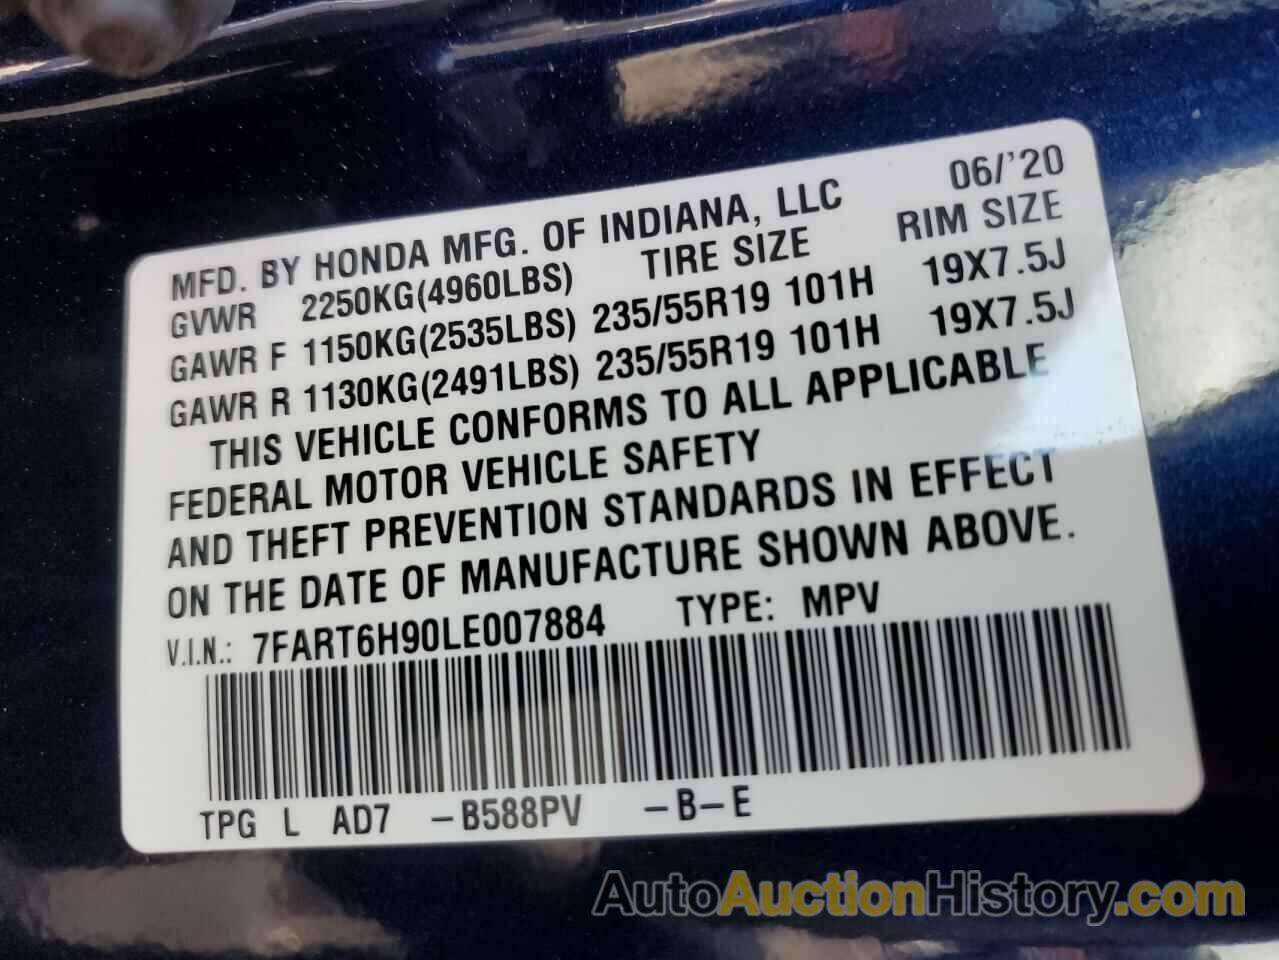 MFD. BY HONDA MFG. OF INDIANA, LLC 06/'20
GVWR 2250KG(4960LBS) TIRE SIZE RIM SIZE
GAWR F 1150KG(2535LBS) 235/55R19 101H 19X7.5J
GAWR R 1130KG(2491LBS) 235/55R19 101H 19X7.5J
THIS VEHICLE CONFORMS TO ALL APPLICABLE
FEDERAL MOTOR VEHICLE SAFETY
AND THEFT PREVENTION STANDARDS IN EFFECT
ON THE DATE OF MANUFACTURE SHOWN ABOVE.
V.I.N.: 7FART6H90LE007884 TYPE: MPV
TPG L AD7 -B588PV -B-E
AutoAuctionHistory.com